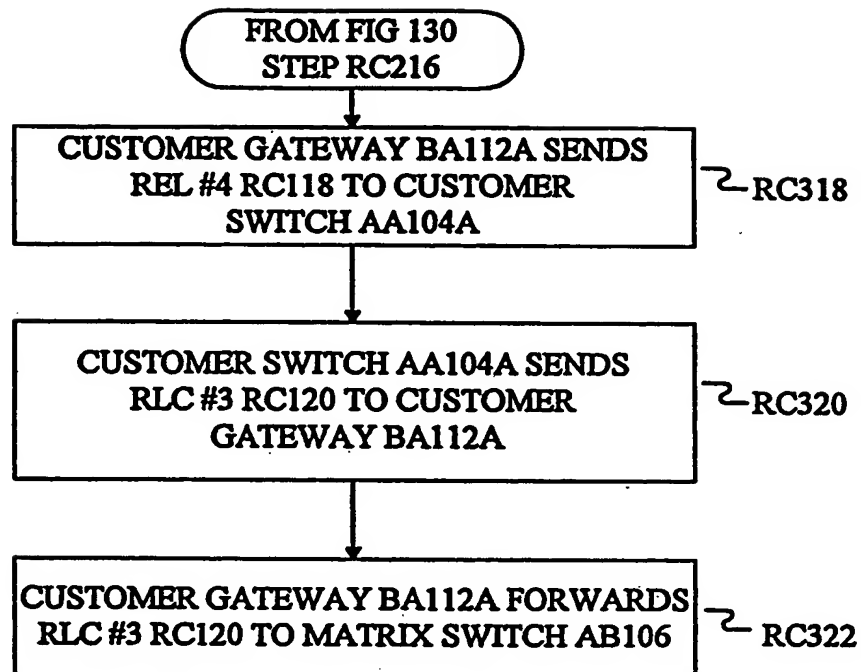 FROM FIG 130
STEP RC216
CUSTOMER GATEWAY BA112A SENDS
REL #4 RC118 TO CUSTOMER
SWITCH AA104A
RC318
CUSTOMER SWITCH AA104A SENDS
RLC #3 RC120 TO CUSTOMER
GATEWAY BA112A
RC320
CUSTOMER GATEWAY BA112A FORWARDS
RLC #3 RC120 TO MATRIX SWITCH AB106
RC322